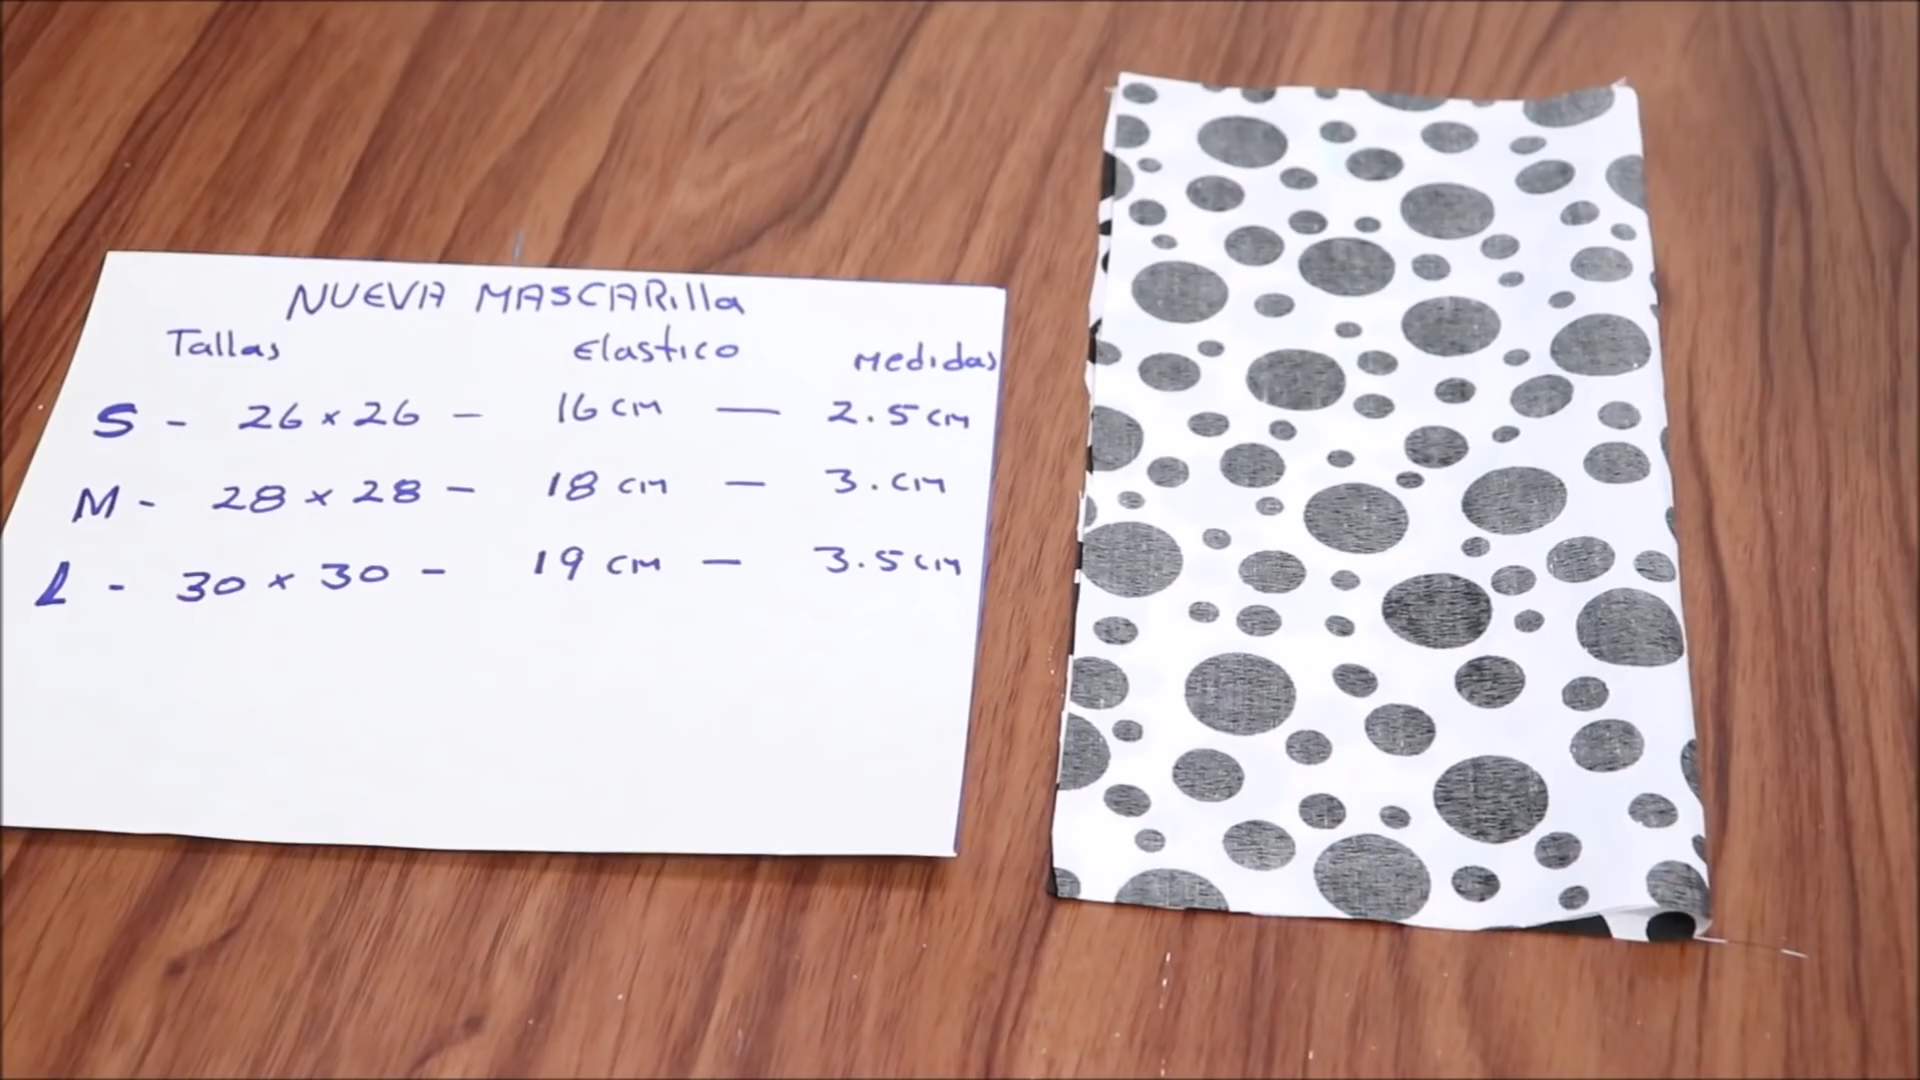 NUEVA MASCARilla
Tallas Elastico Medidas
S - 26 x 26 - 16 cm — 2.5 cm
M - 28 x 28 - 18 cm — 3. cm
L - 30 x 30 - 19 cm — 3.5 cm